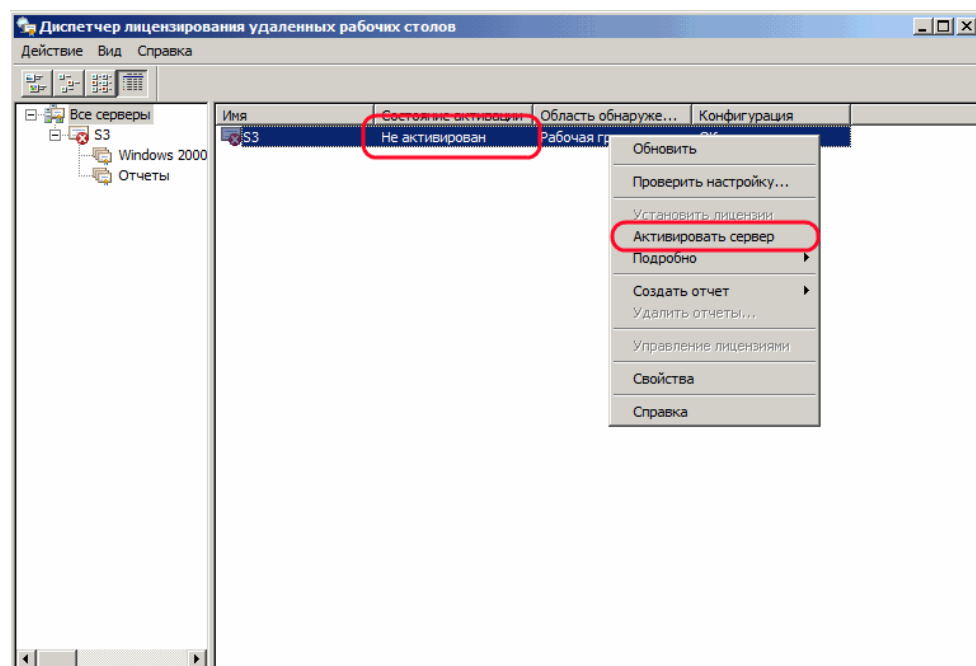 Диспетчер лицензирования удаленных рабочих столов
Действие Вид Справка
Все серверы
S3
Windows 2000
Отчеты
Имя Состояние активации Область обнаруже... Конфигурация
S3 Не активирован Рабочая гр
Обновить
Проверить настройку...
Установить лицензии
Активировать сервер
Подробно
Создать отчет
Удалить отчеты...
Управление лицензиями
Свойства
Справка